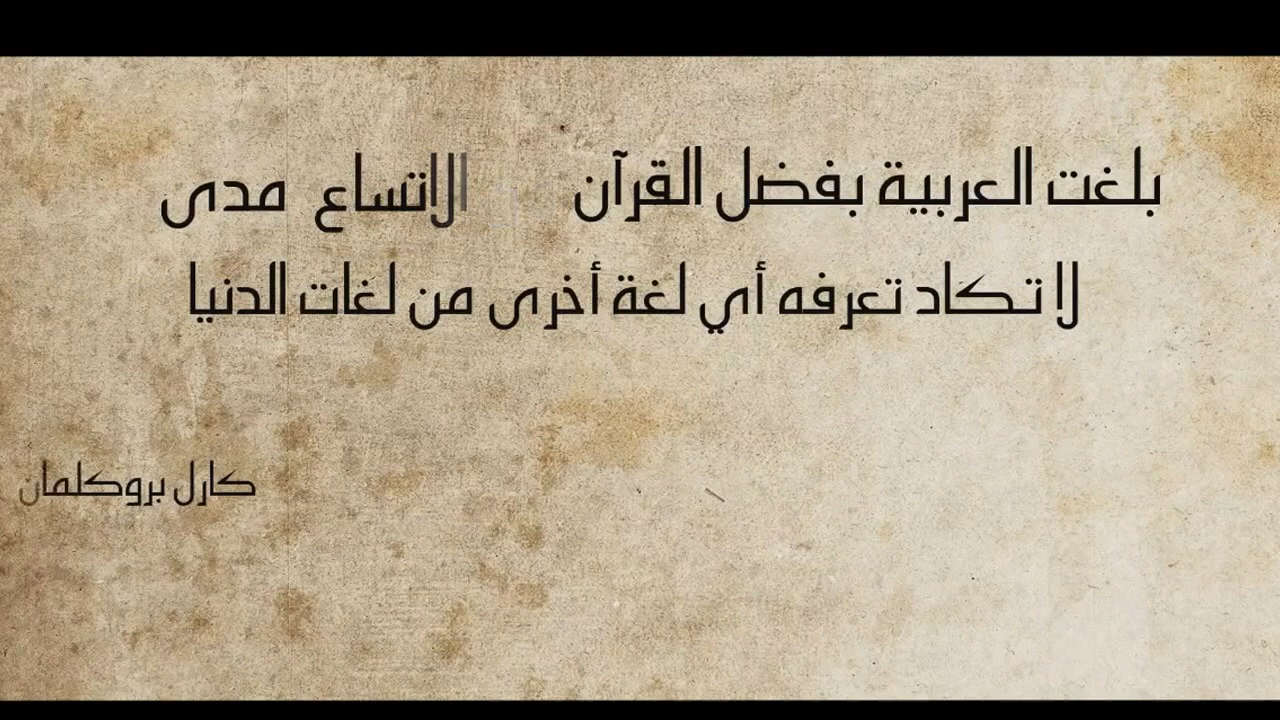 بلغت العربية بفضل القرآن الاتساع مدى
لا تكاد تعرفه أي لغة أخرى من لغات الدنيا
كارل بروكلمان